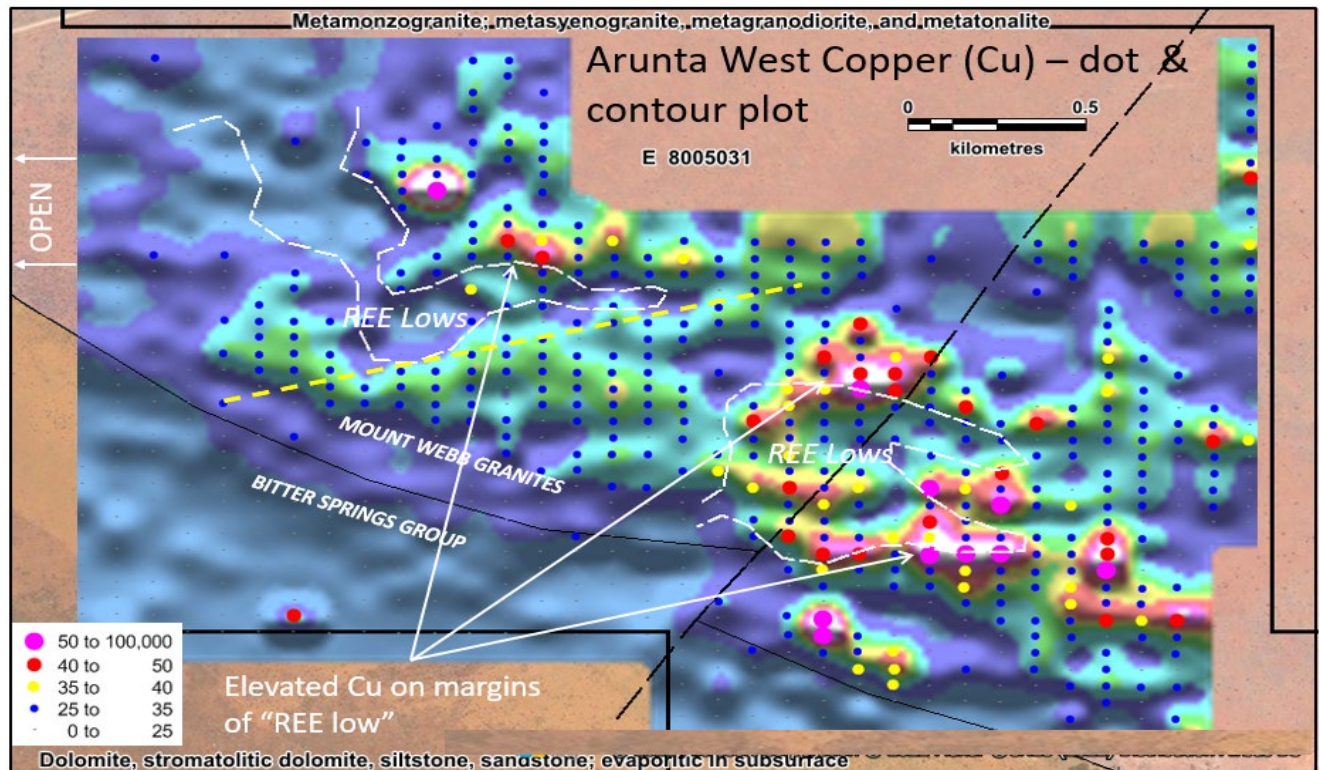 Metamonzogranite; metasyenogranite, metagranodiorite, and metatonalite
Arunta West Copper (Cu) – dot &
contour plot
0 0.5
kilometres
E 8005031
OPEN
REE Lows
REE Lows
MOUNT WEBB GRANITES
BITTER SPRINGS GROUP
50 to 100,000
40 to 50
35 to 40
25 to 35
0 to 25
Elevated Cu on margins
of “REE low”
Dolomite, stromatolitic dolomite, siltstone, sandstone; evaporitic in subsurface